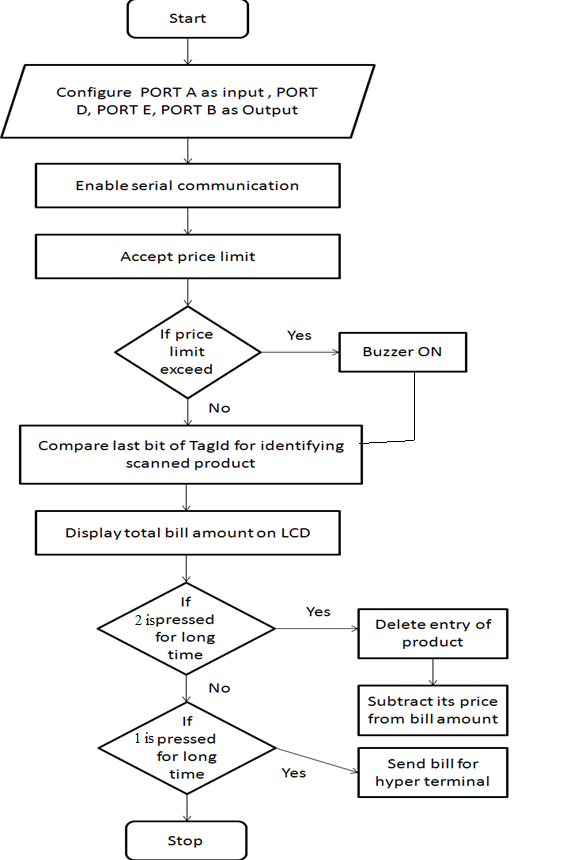 Start
Configure PORT A as input , PORT
D, PORT E, PORT B as Output
Enable serial communication
Accept price limit
If price
limit
exceed
Yes
Buzzer ON
No
Compare last bit of TagId for identifying
scanned product
Display total bill amount on LCD
If
2 is pressed
for long
time
Yes
Delete entry of
product
Subtract its price
from bill amount
No
If
1 is pressed
for long
time
Yes
Send bill for
hyper terminal
Stop